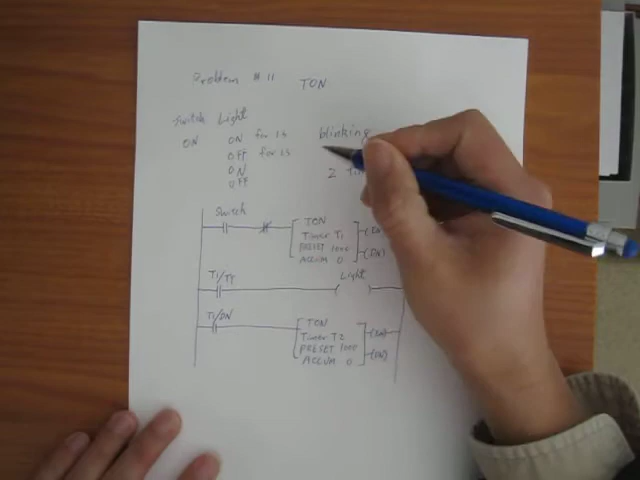 Problem #11 TON
Switch Light
ON ON for 1s blinking
OFF for 1s
ON 2
OFF
Switch
TON
Timer T1
PRESET 1000
ACCUM 0
(DN)
T1/TT Light
T1/DN
TON
Timer T2
PRESET 1000
ACCUM 0
(EN)
(DN)